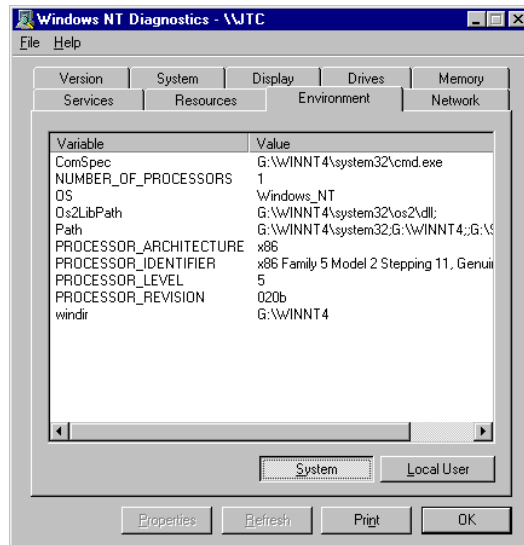 Windows NT Diagnostics - \\JTC
File Help
Version System Display Drives Memory
Services Resources Environment Network
Variable Value
ComSpec G:\WINNT4\system32\cmd.exe
NUMBER_OF_PROCESSORS 1
OS Windows_NT
Os2LibPath G:\WINNT4\system32\os2\dll;
Path G:\WINNT4\system32;G:\WINNT4;;G:\
PROCESSOR_ARCHITECTURE x86
PROCESSOR_IDENTIFIER x86 Family 5 Model 2 Stepping 11, Genui
PROCESSOR_LEVEL 5
PROCESSOR_REVISION 020b
windir G:\WINNT4
System Local User
Properties Refresh Print OK